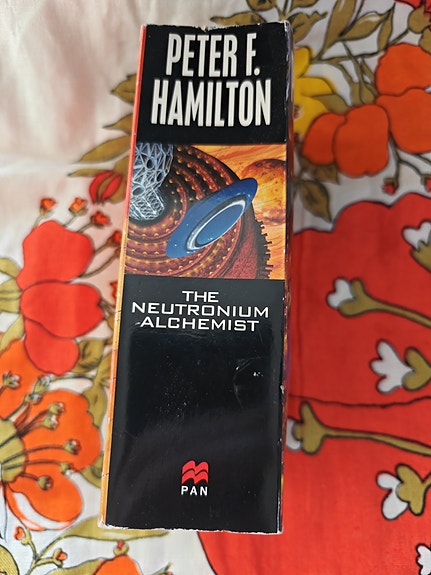 PETER F.
HAMILTON
THE
NEUTRONIUM
ALCHEMIST
PAN